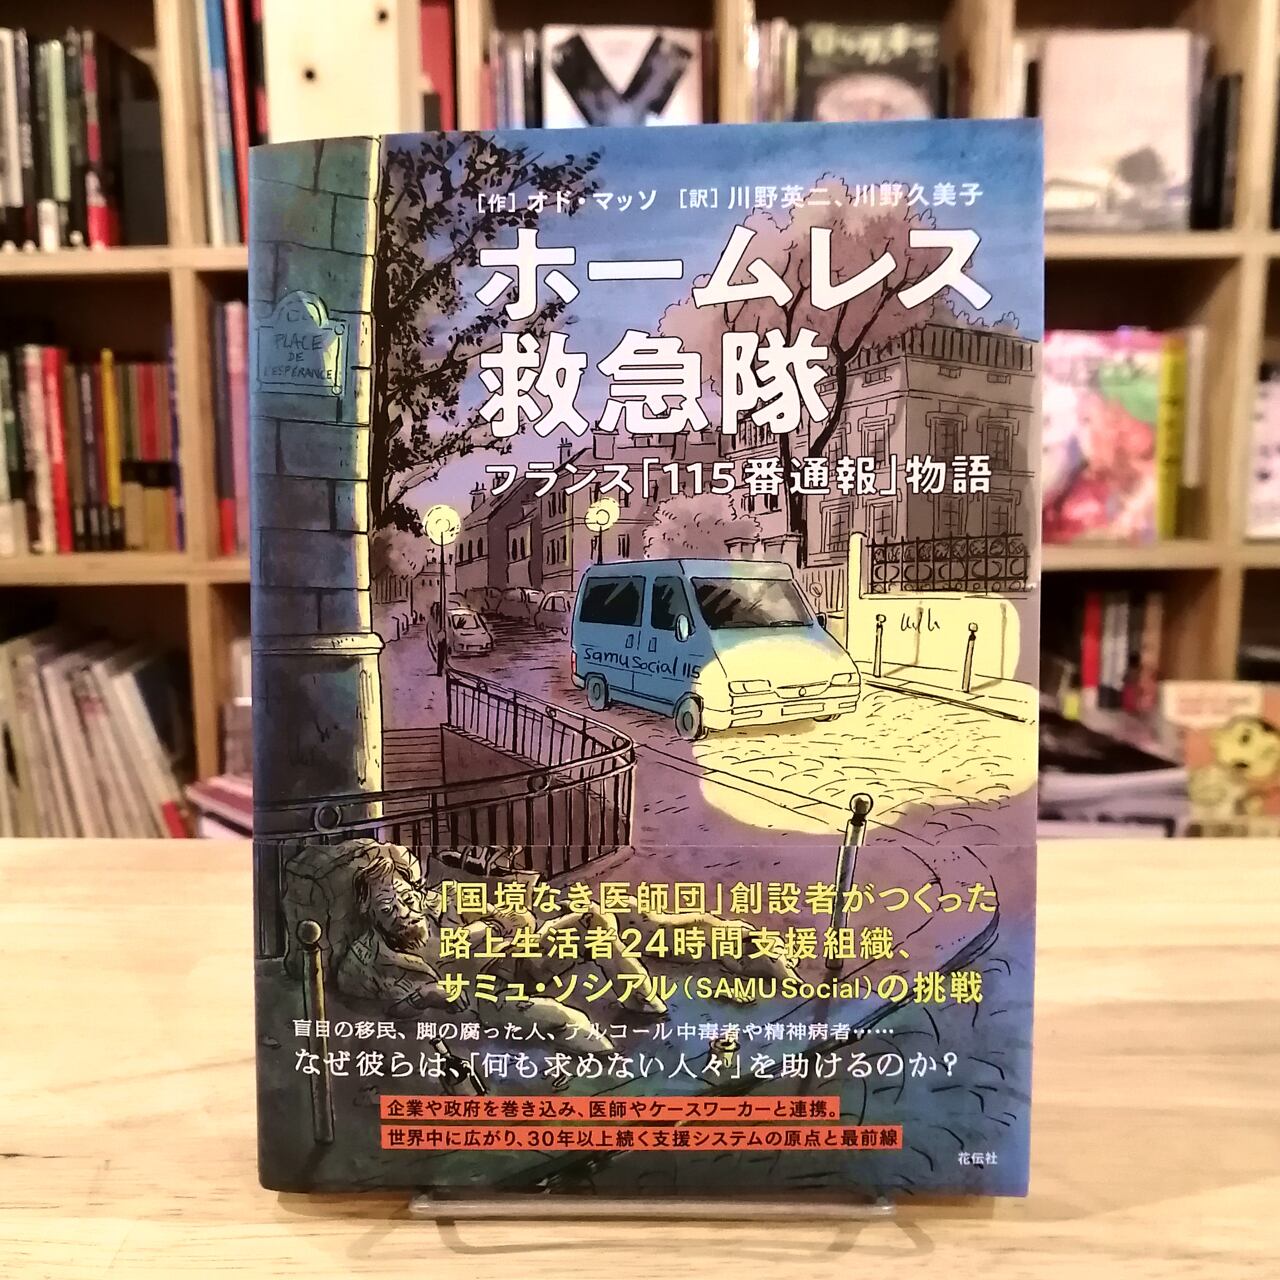 ［作］オド・マッソ ［訳］川野英二、川野久美子
ホームレス
救急隊
フランス「115番通報」物語
PLACE
DE
L'ESPÉRANCE
Samu Social 115
「国境なき医師団」創設者がつくった
路上生活者24時間支援組織、
サミュ・ソシアル（SAMU Social）の挑戦
盲目の移民、脚の腐った人、アルコール中毒者や精神病者……
なぜ彼らは、「何も求めない人々」を助けるのか？
企業や政府を巻き込み、医師やケースワーカーと連携。
世界中に広がり、30年以上続く支援システムの原点と最前線
花伝社